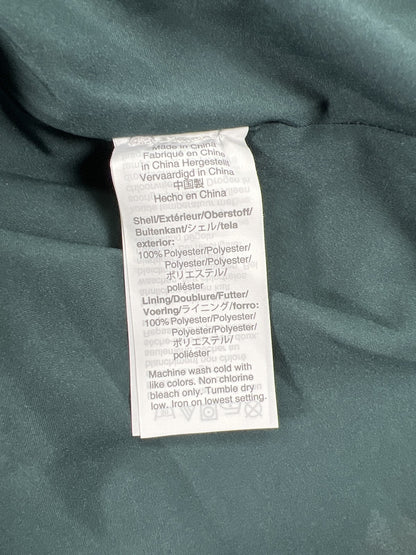 Made in China
Fabriqué en China
in China Hergestellt
Vervaardigd in China
中国製
Hecho en China
Shell/Extérieur/Oberstoff/
Buitenkant/シェル/tela
exterior:
100% Polyester/Polyester/
Polyester/Polyester/
ポリエステル/
poliéster
Lining/Doublure/Futter/
Voering/ライニング/forro:
100% Polyester/Polyester/
Polyester/Polyester/
ポリエステル/
poliéster
Machine wash cold with
like colors. Non chlorine
bleach only. Tumble dry
low. Iron on lowest setting.